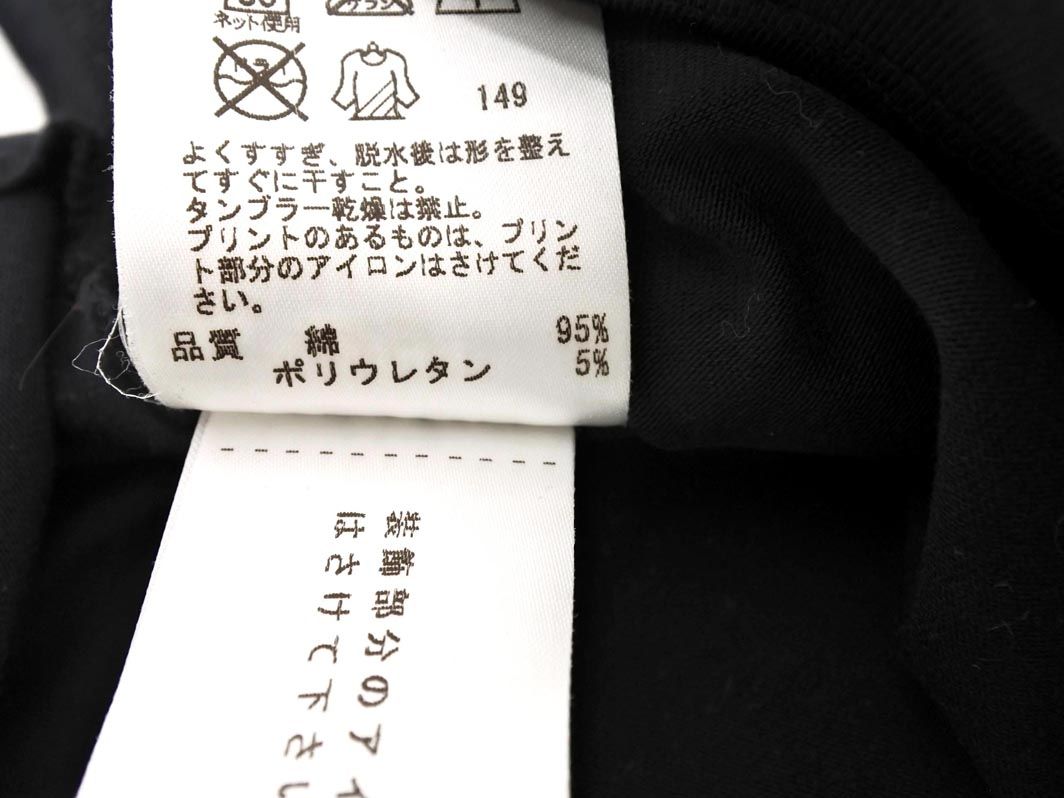 ネット使用
149
よくすすぎ、脱水後は形を整え
てすぐに干すこと。
タンブラー乾燥は禁止。
プリントのあるものは、プリン
ト部分のアイロンはさけてくだ
さい。
品質 綿 95%
ポリウレタン 5%
装飾部分のアイ
はさけて下さい